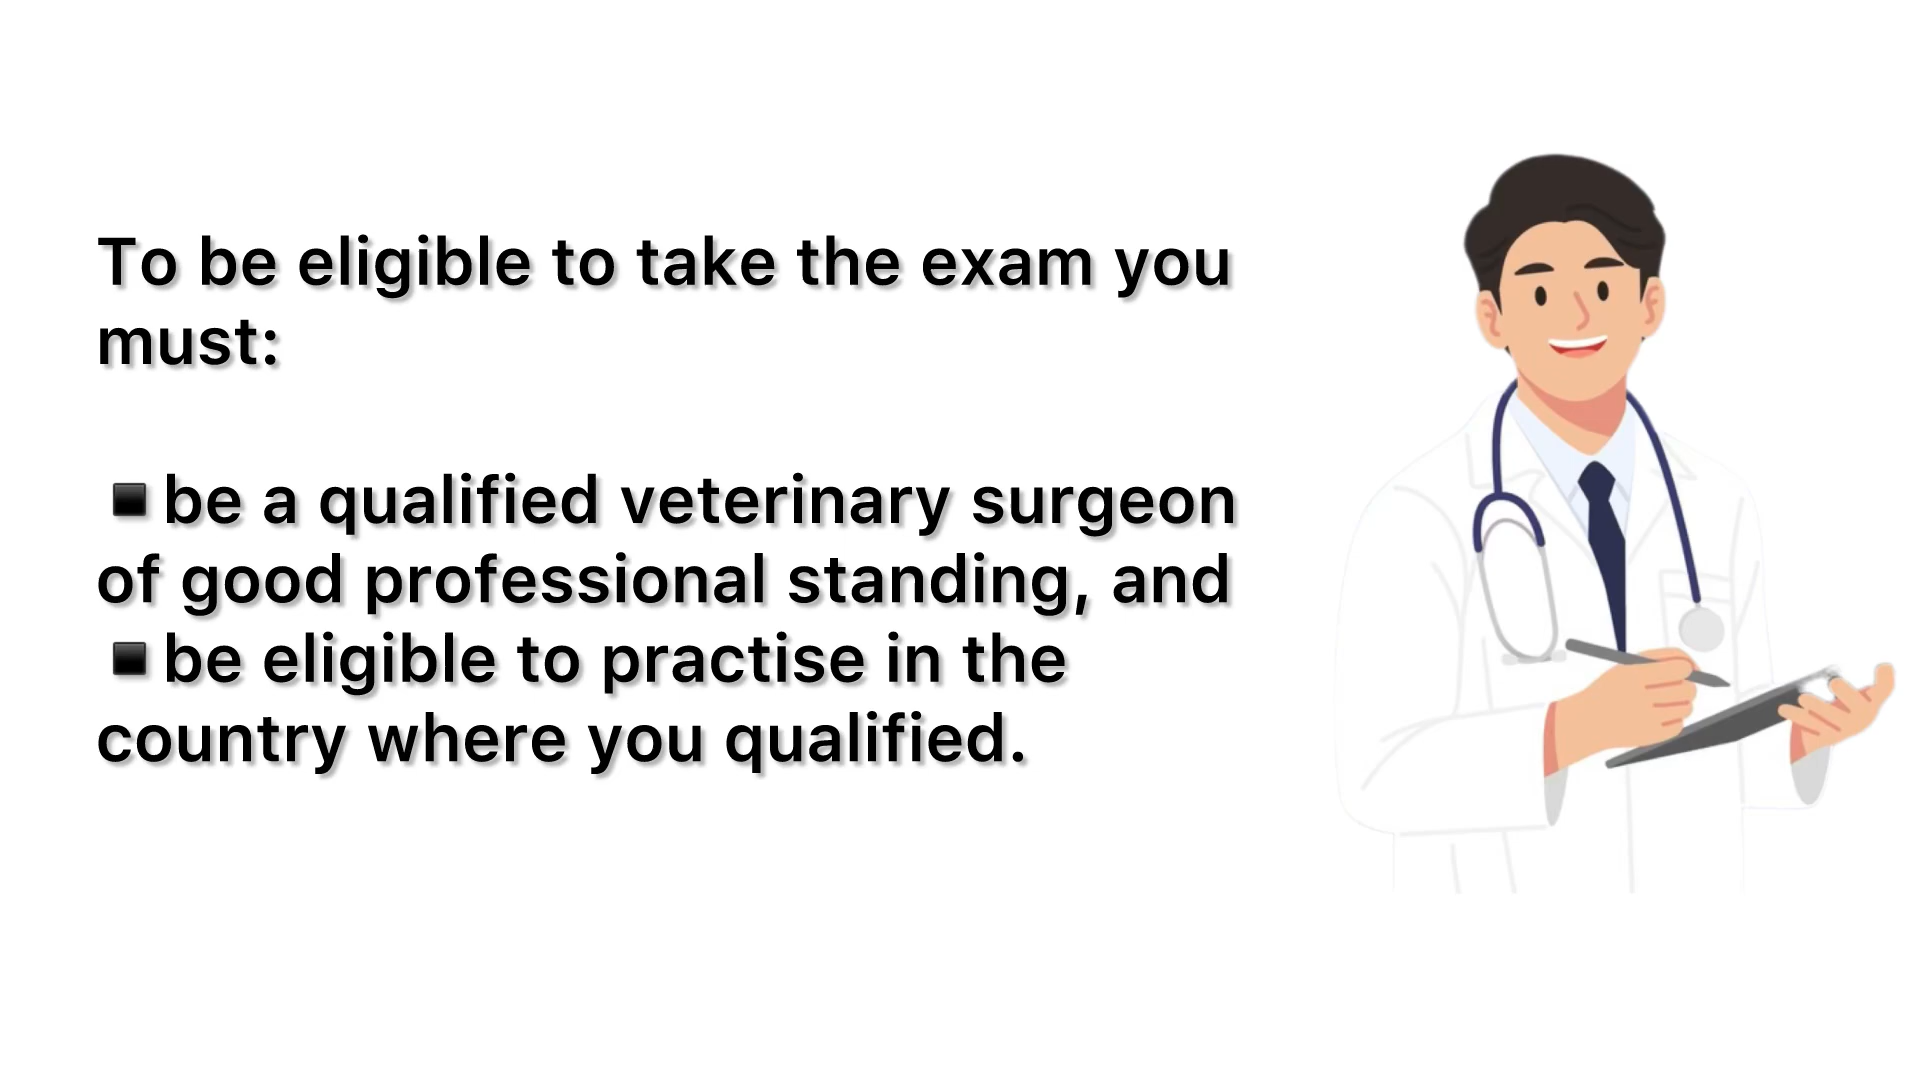 To be eligible to take the exam you
must:
▪be a qualified veterinary surgeon
of good professional standing, and
▪be eligible to practise in the
country where you qualified.